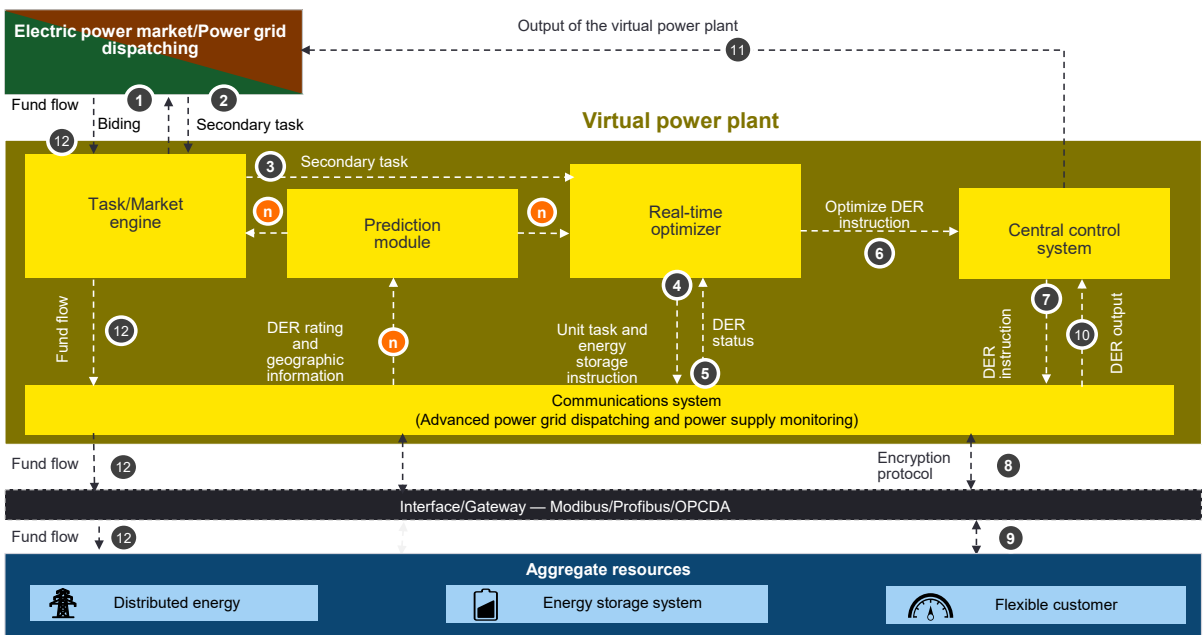 Electric power market/Power grid
dispatching
Output of the virtual power plant
11
Fund flow
1
2
Biding
Secondary task
12
Virtual power plant
3
Secondary task
Task/Market
engine
n
Prediction
module
n
Real-time
optimizer
Optimize DER
instruction
6
Central control
system
Fund flow
12
DER rating
and
geographic
information
n
4
Unit task and
energy
storage
instruction
DER
status
5
7
DER
instruction
10
DER output
Communications system
(Advanced power grid dispatching and power supply monitoring)
Fund flow
12
Encryption
protocol
8
Interface/Gateway — Modibus/Profibus/OPCDA
Fund flow
12
9
Aggregate resources
Distributed energy
Energy storage system
Flexible customer